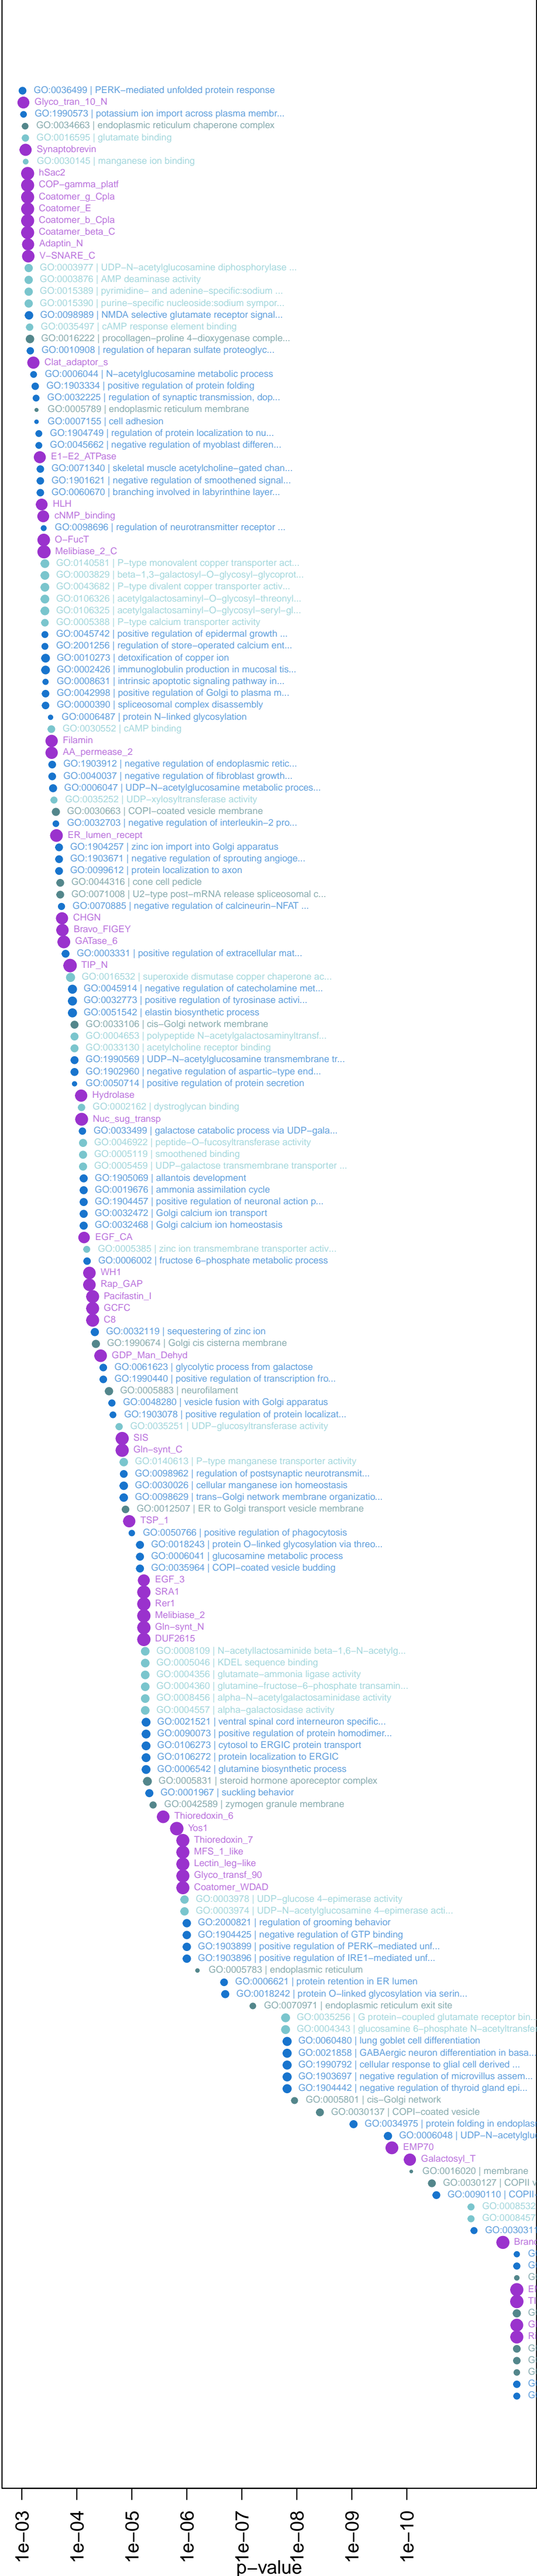 GO:0036499 | PERK−mediated unfolded protein response
Glyco_tran_10_N
GO:1990573 | potassium ion import across plasma membr...
GO:0034663 | endoplasmic reticulum chaperone complex
GO:0016595 | glutamate binding
Synaptobrevin
GO:0030145 | manganese ion binding
hSac2
COP−gamma_platf
Coatomer_g_Cpla
Coatomer_E
Coatomer_b_Cpla
Coatamer_beta_C
Adaptin_N
V−SNARE_C
GO:0003977 | UDP−N−acetylglucosamine diphosphorylase ...
GO:0003876 | AMP deaminase activity
GO:0015389 | pyrimidine− and adenine−specific:sodium ...
GO:0015390 | purine−specific nucleoside:sodium sympor...
GO:0098989 | NMDA selective glutamate receptor signal...
GO:0035497 | cAMP response element binding
GO:0016222 | procollagen−proline 4−dioxygenase comple...
GO:0010908 | regulation of heparan sulfate proteoglyc...
Clat_adaptor_s
GO:0006044 | N−acetylglucosamine metabolic process
GO:1903334 | positive regulation of protein folding
GO:0032225 | regulation of synaptic transmission, dop...
GO:0005789 | endoplasmic reticulum membrane
GO:0007155 | cell adhesion
GO:1904749 | regulation of protein localization to nu...
GO:0045662 | negative regulation of myoblast differen...
E1−E2_ATPase
GO:0071340 | skeletal muscle acetylcholine−gated chan...
GO:1901621 | negative regulation of smoothened signal...
GO:0060670 | branching involved in labyrinthine layer...
HLH
cNMP_binding
GO:0098696 | regulation of neurotransmitter receptor ...
O−FucT
Melibiase_2_C
GO:0140581 | P−type monovalent copper transporter act...
GO:0003829 | beta−1,3−galactosyl−O−glycosyl−glycoprot...
GO:0043682 | P−type divalent copper transporter activ...
GO:0106326 | acetylgalactosaminyl−O−glycosyl−threonyl...
GO:0106325 | acetylgalactosaminyl−O−glycosyl−seryl−gl...
GO:0005388 | P−type calcium transporter activity
GO:0045742 | positive regulation of epidermal growth ...
GO:2001256 | regulation of store−operated calcium ent...
GO:0010273 | detoxification of copper ion
GO:0002426 | immunoglobulin production in mucosal tis...
GO:0008631 | intrinsic apoptotic signaling pathway in...
GO:0042998 | positive regulation of Golgi to plasma m...
GO:0000390 | spliceosomal complex disassembly
GO:0006487 | protein N−linked glycosylation
GO:0030552 | cAMP binding
Filamin
AA_permease_2
GO:1903912 | negative regulation of endoplasmic retic...
GO:0040037 | negative regulation of fibroblast growth...
GO:0006047 | UDP−N−acetylglucosamine metabolic proces...
GO:0035252 | UDP−xylosyltransferase activity
GO:0030663 | COPI−coated vesicle membrane
GO:0032703 | negative regulation of interleukin−2 pro...
ER_lumen_recept
GO:1904257 | zinc ion import into Golgi apparatus
GO:1903671 | negative regulation of sprouting angioge...
GO:0099612 | protein localization to axon
GO:0044316 | cone cell pedicle
GO:0071008 | U2−type post−mRNA release spliceosomal c...
GO:0070885 | negative regulation of calcineurin−NFAT ...
CHGN
Bravo_FIGEY
GATase_6
GO:0003331 | positive regulation of extracellular mat...
TIP_N
GO:0016532 | superoxide dismutase copper chaperone ac...
GO:0045914 | negative regulation of catecholamine met...
GO:0032773 | positive regulation of tyrosinase activi...
GO:0051542 | elastin biosynthetic process
GO:0033106 | cis−Golgi network membrane
GO:0004653 | polypeptide N−acetylgalactosaminyltransf...
GO:0033130 | acetylcholine receptor binding
GO:1990569 | UDP−N−acetylglucosamine transmembrane tr...
GO:1902960 | negative regulation of aspartic−type end...
GO:0050714 | positive regulation of protein secretion
Hydrolase
GO:0002162 | dystroglycan binding
Nuc_sug_transp
GO:0033499 | galactose catabolic process via UDP−gala...
GO:0046922 | peptide−O−fucosyltransferase activity
GO:0005119 | smoothened binding
GO:0005459 | UDP−galactose transmembrane transporter ...
GO:1905069 | allantois development
GO:0019676 | ammonia assimilation cycle
GO:1904457 | positive regulation of neuronal action p...
GO:0032472 | Golgi calcium ion transport
GO:0032468 | Golgi calcium ion homeostasis
EGF_CA
GO:0005385 | zinc ion transmembrane transporter activ...
GO:0006002 | fructose 6−phosphate metabolic process
WH1
Rap_GAP
Pacifastin_I
GCFC
C8
GO:0032119 | sequestering of zinc ion
GO:1990674 | Golgi cis cisterna membrane
GDP_Man_Dehyd
GO:0061623 | glycolytic process from galactose
GO:1990440 | positive regulation of transcription fro...
GO:0005883 | neurofilament
GO:0048280 | vesicle fusion with Golgi apparatus
GO:1903078 | positive regulation of protein localizat...
GO:0035251 | UDP−glucosyltransferase activity
SIS
Gln−synt_C
GO:0140613 | P−type manganese transporter activity
GO:0098962 | regulation of postsynaptic neurotransmit...
GO:0030026 | cellular manganese ion homeostasis
GO:0098629 | trans−Golgi network membrane organizatio...
GO:0012507 | ER to Golgi transport vesicle membrane
TSP_1
GO:0050766 | positive regulation of phagocytosis
GO:0018243 | protein O−linked glycosylation via threo...
GO:0006041 | glucosamine metabolic process
GO:0035964 | COPI−coated vesicle budding
EGF_3
SRA1
Rer1
Melibiase_2
Gln−synt_N
DUF2615
GO:0008109 | N−acetyllactosaminide beta−1,6−N−acetylg...
GO:0005046 | KDEL sequence binding
GO:0004356 | glutamate−ammonia ligase activity
GO:0004360 | glutamine−fructose−6−phosphate transamin...
GO:0008456 | alpha−N−acetylgalactosaminidase activity
GO:0004557 | alpha−galactosidase activity
GO:0021521 | ventral spinal cord interneuron specific...
GO:0090073 | positive regulation of protein homodimer...
GO:0106273 | cytosol to ERGIC protein transport
GO:0106272 | protein localization to ERGIC
GO:0006542 | glutamine biosynthetic process
GO:0005831 | steroid hormone aporeceptor complex
GO:0001967 | suckling behavior
GO:0042589 | zymogen granule membrane
Thioredoxin_6
Yos1
Thioredoxin_7
MFS_1_like
Lectin_leg−like
Glyco_transf_90
Coatomer_WDAD
GO:0003978 | UDP−glucose 4−epimerase activity
GO:0003974 | UDP−N−acetylglucosamine 4−epimerase acti...
GO:2000821 | regulation of grooming behavior
GO:1904425 | negative regulation of GTP binding
GO:1903899 | positive regulation of PERK−mediated unf...
GO:1903896 | positive regulation of IRE1−mediated unf...
GO:0005783 | endoplasmic reticulum
GO:0006621 | protein retention in ER lumen
GO:0018242 | protein O−linked glycosylation via serin...
GO:0070971 | endoplasmic reticulum exit site
GO:0035256 | G protein−coupled glutamate receptor bin...
GO:0004343 | glucosamine 6−phosphate N−acetyltransfe
GO:0060480 | lung goblet cell differentiation
GO:0021858 | GABAergic neuron differentiation in basa...
GO:1990792 | cellular response to glial cell derived ...
GO:1903697 | negative regulation of microvillus assem...
GO:1904442 | negative regulation of thyroid gland epi...
GO:0005801 | cis−Golgi network
GO:0030137 | COPI−coated vesicle
GO:0034975 | protein folding in endoplas
GO:0006048 | UDP−N−acetylglu
EMP70
Galactosyl_T
GO:0016020 | membrane
GO:0030127 | COPII v
GO:0090110 | COPII−
GO:0008532
GO:0008457
GO:003031
Bran
G
G
G
E
T
G
G
R
G
G
G
G
G
1e−03
1e−04
1e−05
1e−06
1e−07
1e−08
1e−09
1e−10
p−value